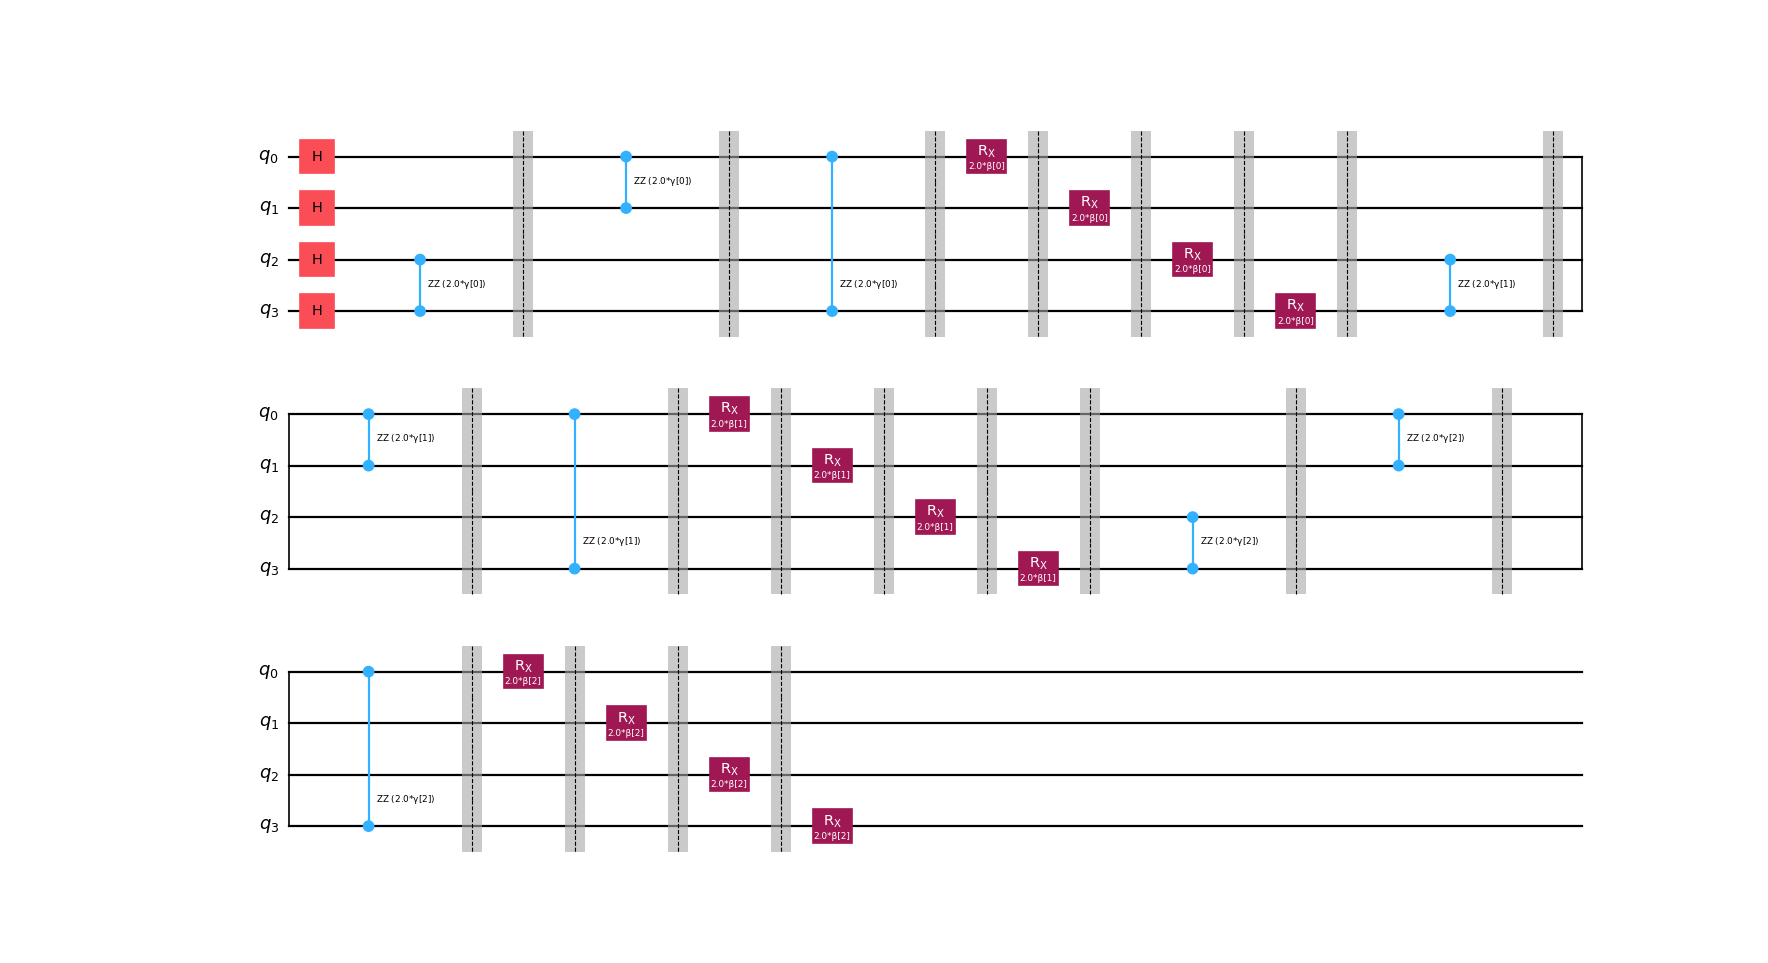 q0 H RX 2.0*β[0]
ZZ (2.0*γ[0])
q1 H RX 2.0*β[0]
q2 H RX 2.0*β[0]
ZZ (2.0*γ[0]) ZZ (2.0*γ[0]) ZZ (2.0*γ[1])
q3 H RX 2.0*β[0]
q0 RX 2.0*β[1]
ZZ (2.0*γ[1]) ZZ (2.0*γ[2])
q1 RX 2.0*β[1]
q2 RX 2.0*β[1]
ZZ (2.0*γ[1]) ZZ (2.0*γ[2])
q3 RX 2.0*β[1]
q0 RX 2.0*β[2]
q1 RX 2.0*β[2]
q2 RX 2.0*β[2]
ZZ (2.0*γ[2])
q3 RX 2.0*β[2]